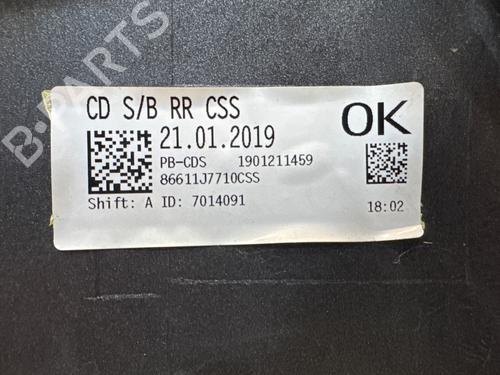 CD S/B RR CSS
OK
21.01.2019
PB-CDS 1901211459
86611J7710CSS
Shift: A ID: 7014091
18:02
B-PARTS